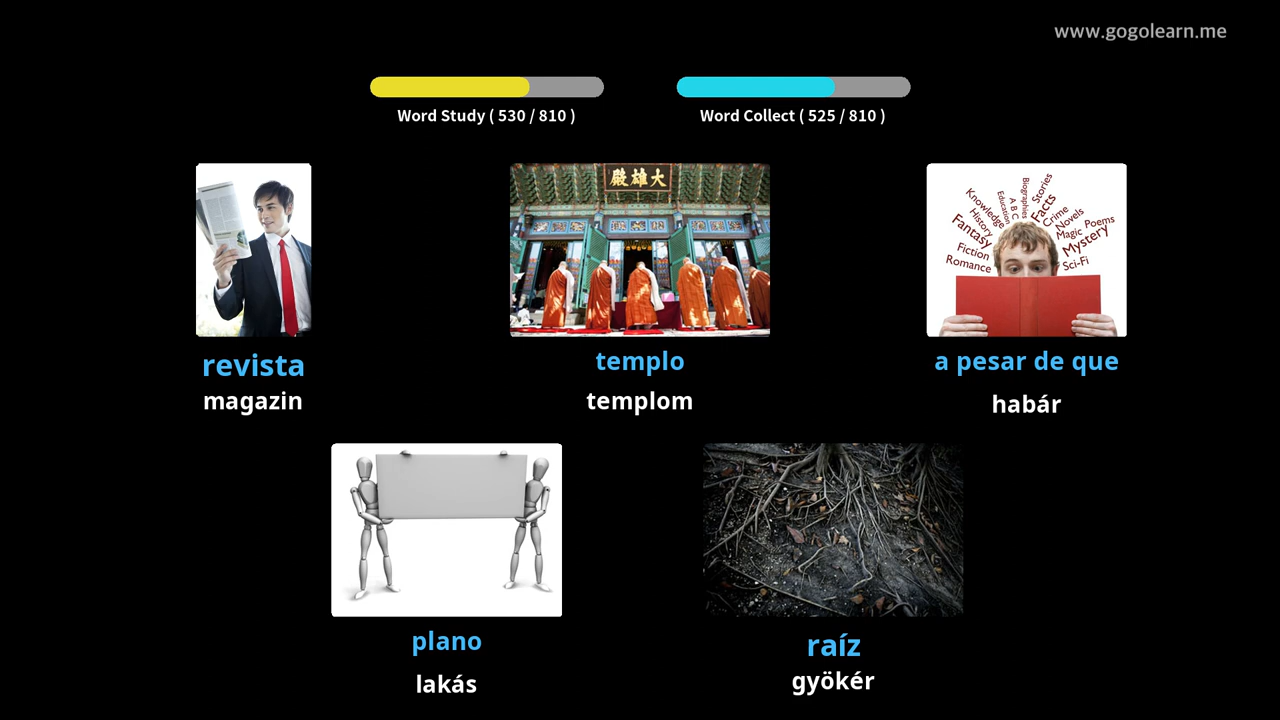 www.gogolearn.me
Word Study ( 530 / 810 )
Word Collect ( 525 / 810 )
大雄殿
Stories
Biographies
A B C
Education
Facts
Knowledge
Crime
History
Novels
Fantasy
Magic
Poems
Mystery
Fiction
Romance
Sci-Fi
revista
magazin
templo
templom
a pesar de que
habár
plano
lakás
raíz
gyökér